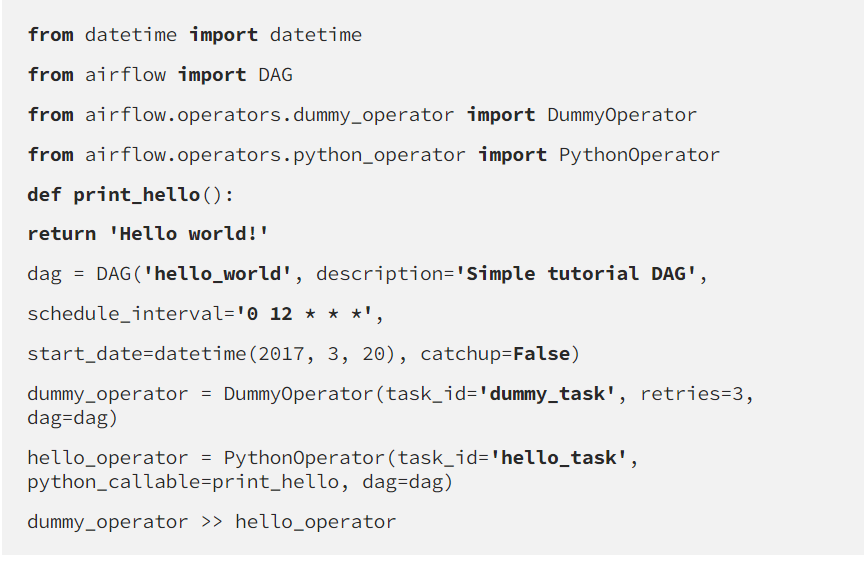 from datetime import datetime
from airflow import DAG
from airflow.operators.dummy_operator import DummyOperator
from airflow.operators.python_operator import PythonOperator
def print_hello():
return 'Hello world!'
dag = DAG('hello_world', description='Simple tutorial DAG',
schedule_interval='0 12 * * *',
start_date=datetime(2017, 3, 20), catchup=False)
dummy_operator = DummyOperator(task_id='dummy_task', retries=3,
dag=dag)
hello_operator = PythonOperator(task_id='hello_task',
python_callable=print_hello, dag=dag)
dummy_operator >> hello_operator